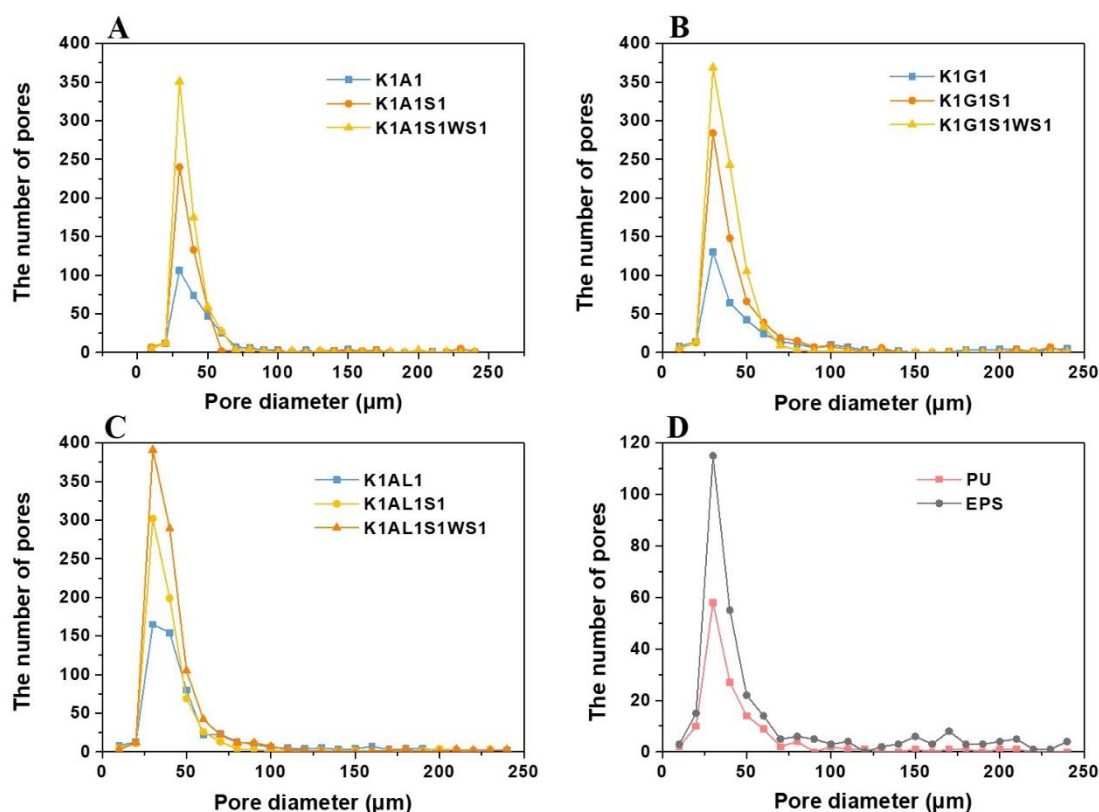 A
400
350
300
250
200
150
100
50
0
The number of pores
K1A1
K1A1S1
K1A1S1WS1
0 50 100 150 200 250
Pore diameter (μm)
B
400
350
300
250
200
150
100
50
0
The number of pores
K1G1
K1G1S1
K1G1S1WS1
0 50 100 150 200 250
Pore diameter (μm)
C
400
350
300
250
200
150
100
50
0
The number of pores
K1AL1
K1AL1S1
K1AL1S1WS1
0 50 100 150 200 250
Pore diameter (μm)
D
120
100
80
60
40
20
0
The number of pores
PU
EPS
0 50 100 150 200 250
Pore diameter (μm)